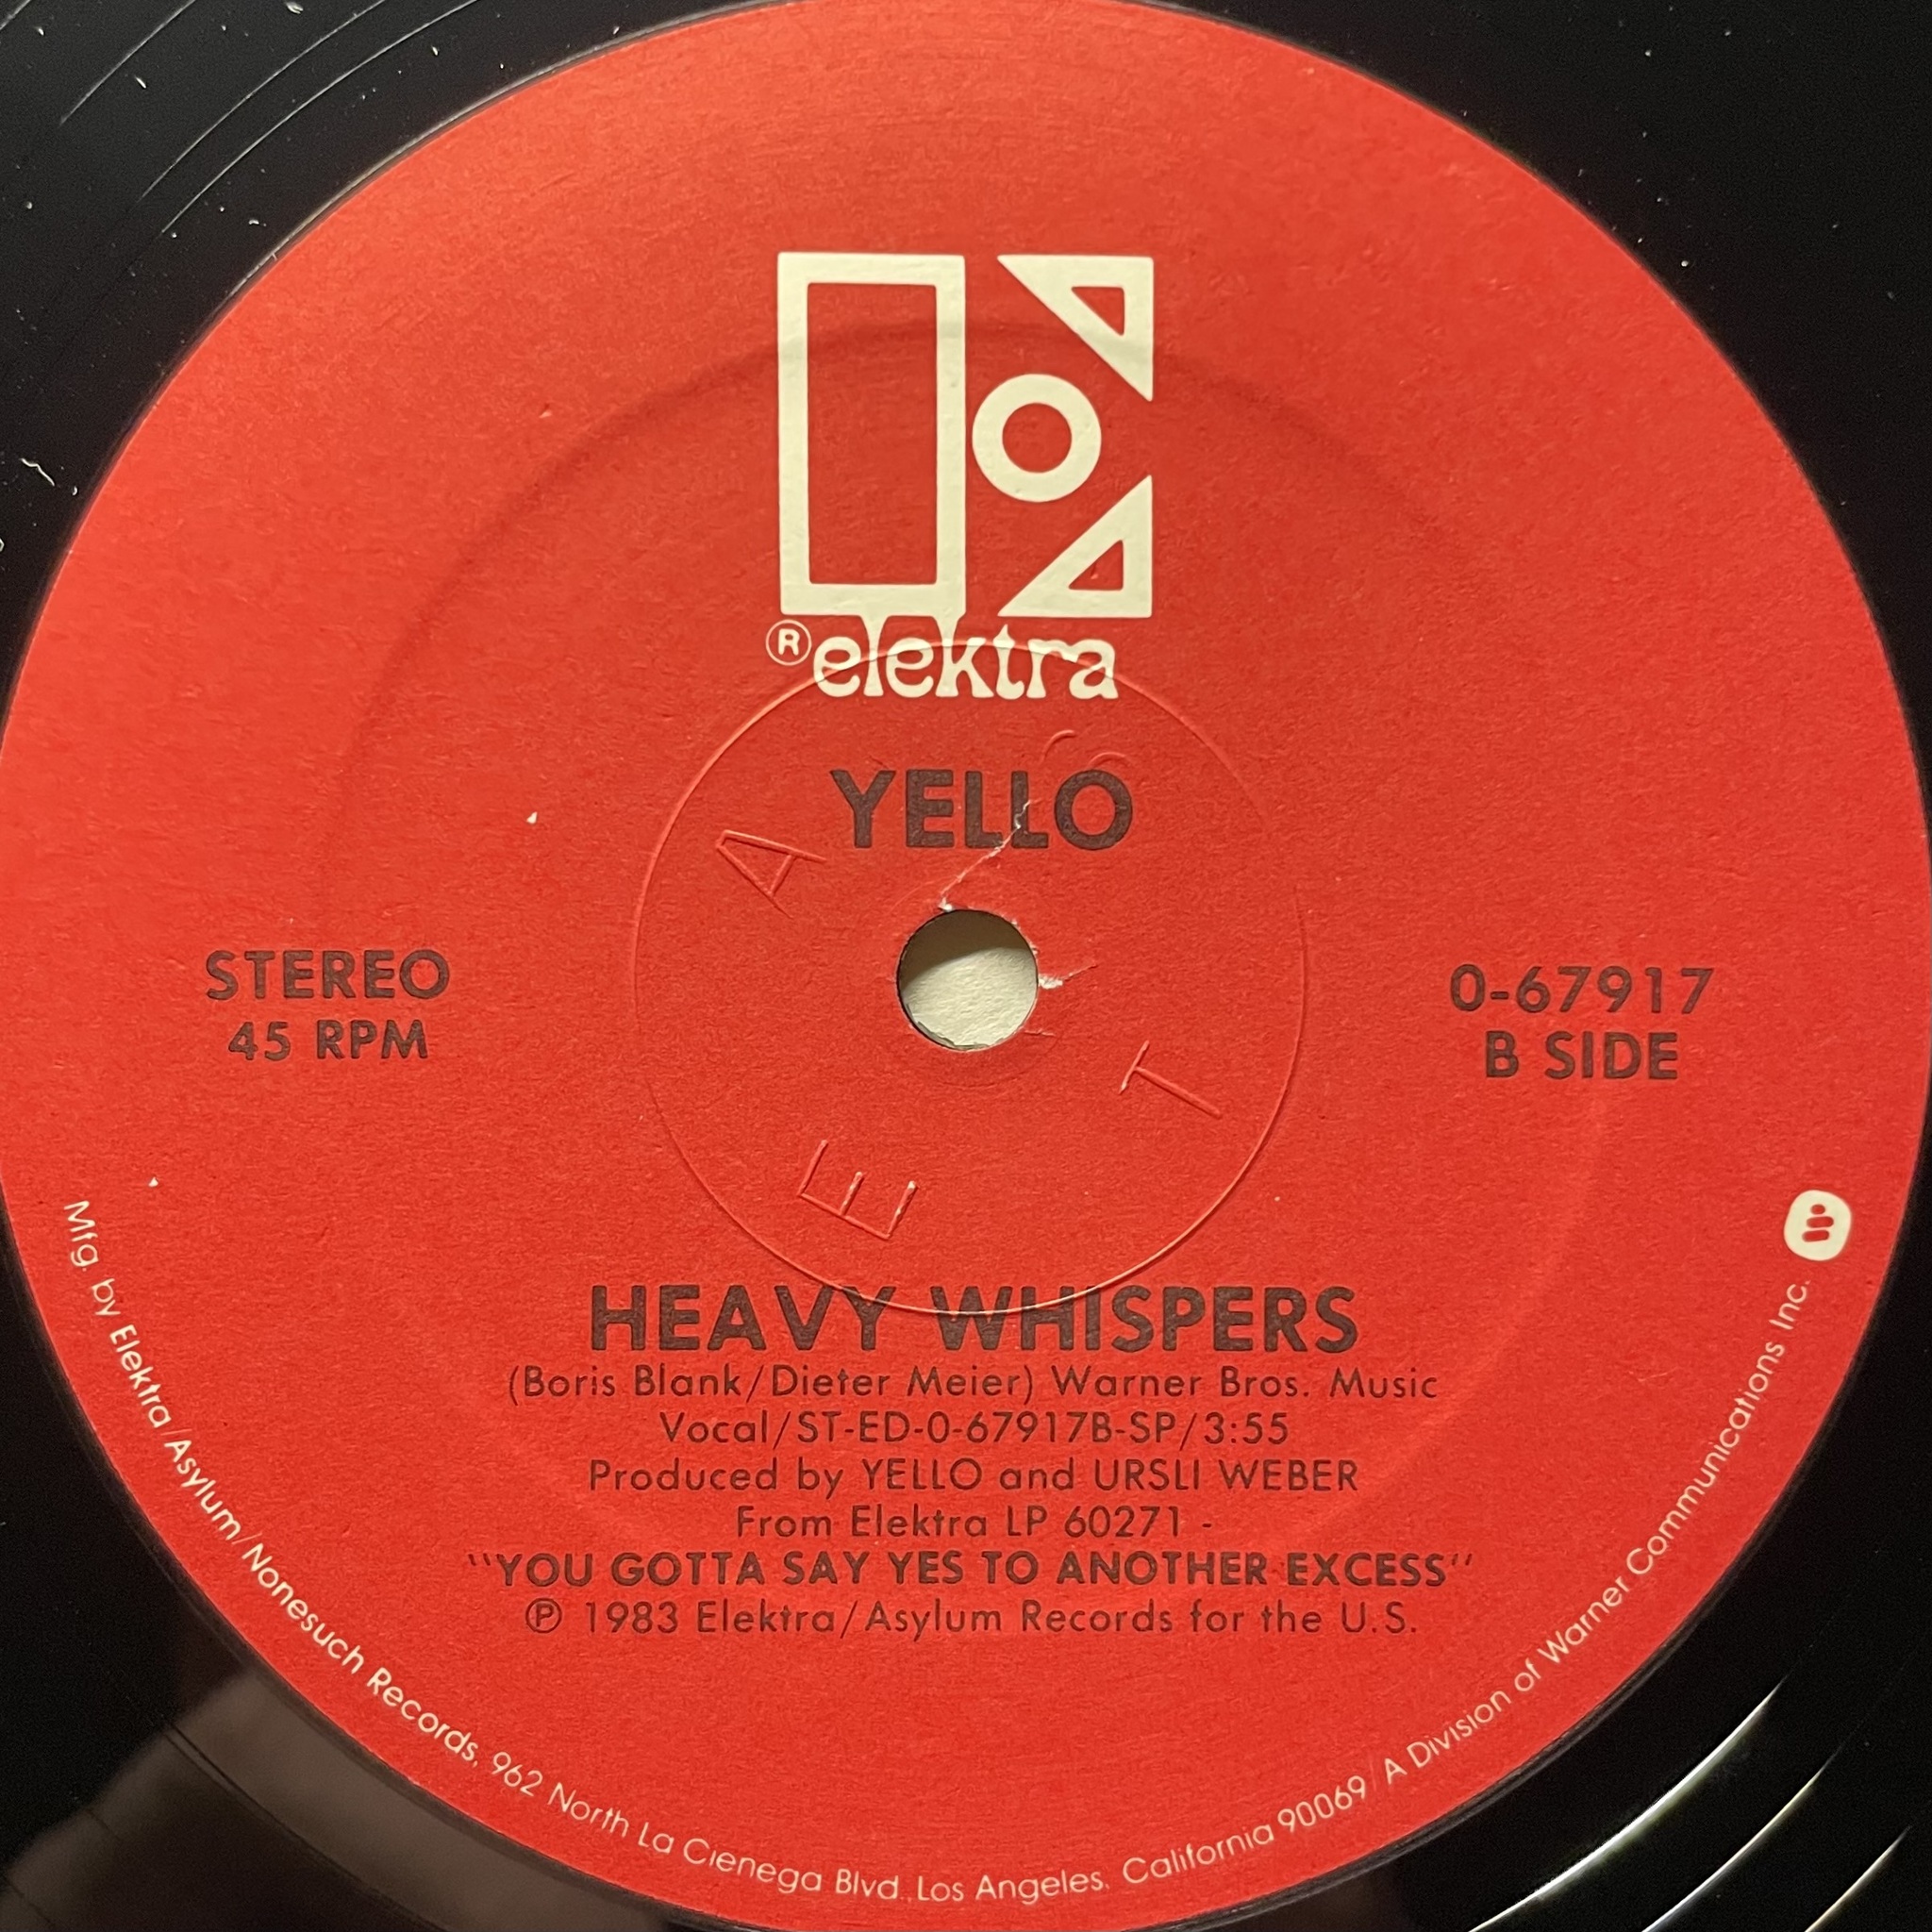 ® elektra
YELLO
STEREO
45 RPM
0-67917
B SIDE
A
S
T
E
HEAVY WHISPERS
(Boris Blank/Dieter Meier) Warner Bros. Music
Vocal/ST-ED-0-67917B-SP/3:55
Produced by YELLO and URSLI WEBER
From Elektra LP 60271 -
"YOU GOTTA SAY YES TO ANOTHER EXCESS"
℗ 1983 Elektra/Asylum Records for the U.S.
Mfg. by Elektra/Asylum/Nonesuch Records, 962 North La Cienega Blvd., Los Angeles, California 90069/A Division of Warner Communications Inc.